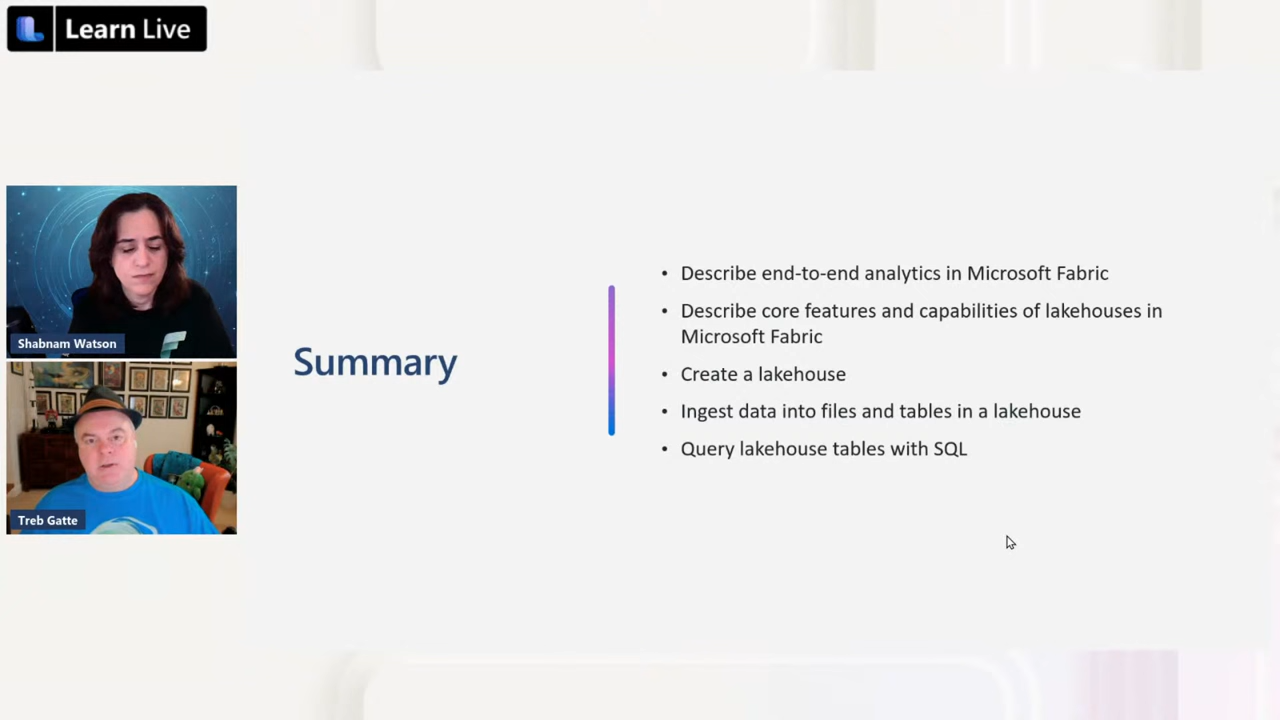 Learn Live
Shabnam Watson
Treb Gatte
Summary
• Describe end-to-end analytics in Microsoft Fabric
• Describe core features and capabilities of lakehouses in
Microsoft Fabric
• Create a lakehouse
• Ingest data into files and tables in a lakehouse
• Query lakehouse tables with SQL